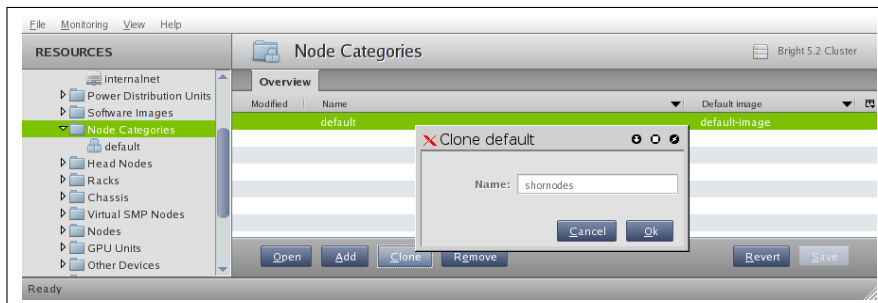 File Monitoring View Help
RESOURCES
internalnet
Power Distribution Units
Software Images
Node Categories
default
Head Nodes
Racks
Chassis
Virtual SMP Nodes
Nodes
GPU Units
Other Devices
Node Categories
Bright 5.2 Cluster
Overview
Modified Name Default image
default default-image
Clone default
Name: shornodes
Cancel Ok
Open Add Clone Remove Revert Save
Ready